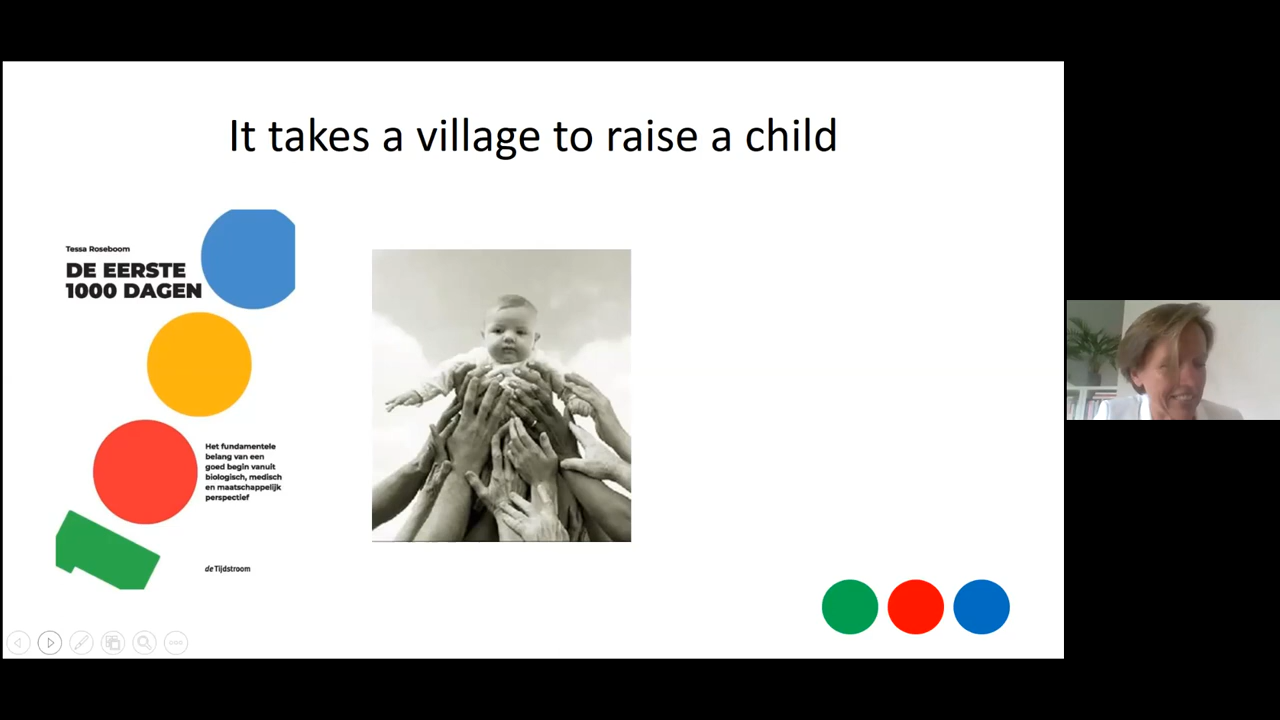 It takes a village to raise a child
Tessa Roseboom
DE EERSTE
1000 DAGEN
Het fundamentele
belang van een
goed begin vanuit
biologisch, medisch
en maatschappelijk
perspectief
de Tijdstroom